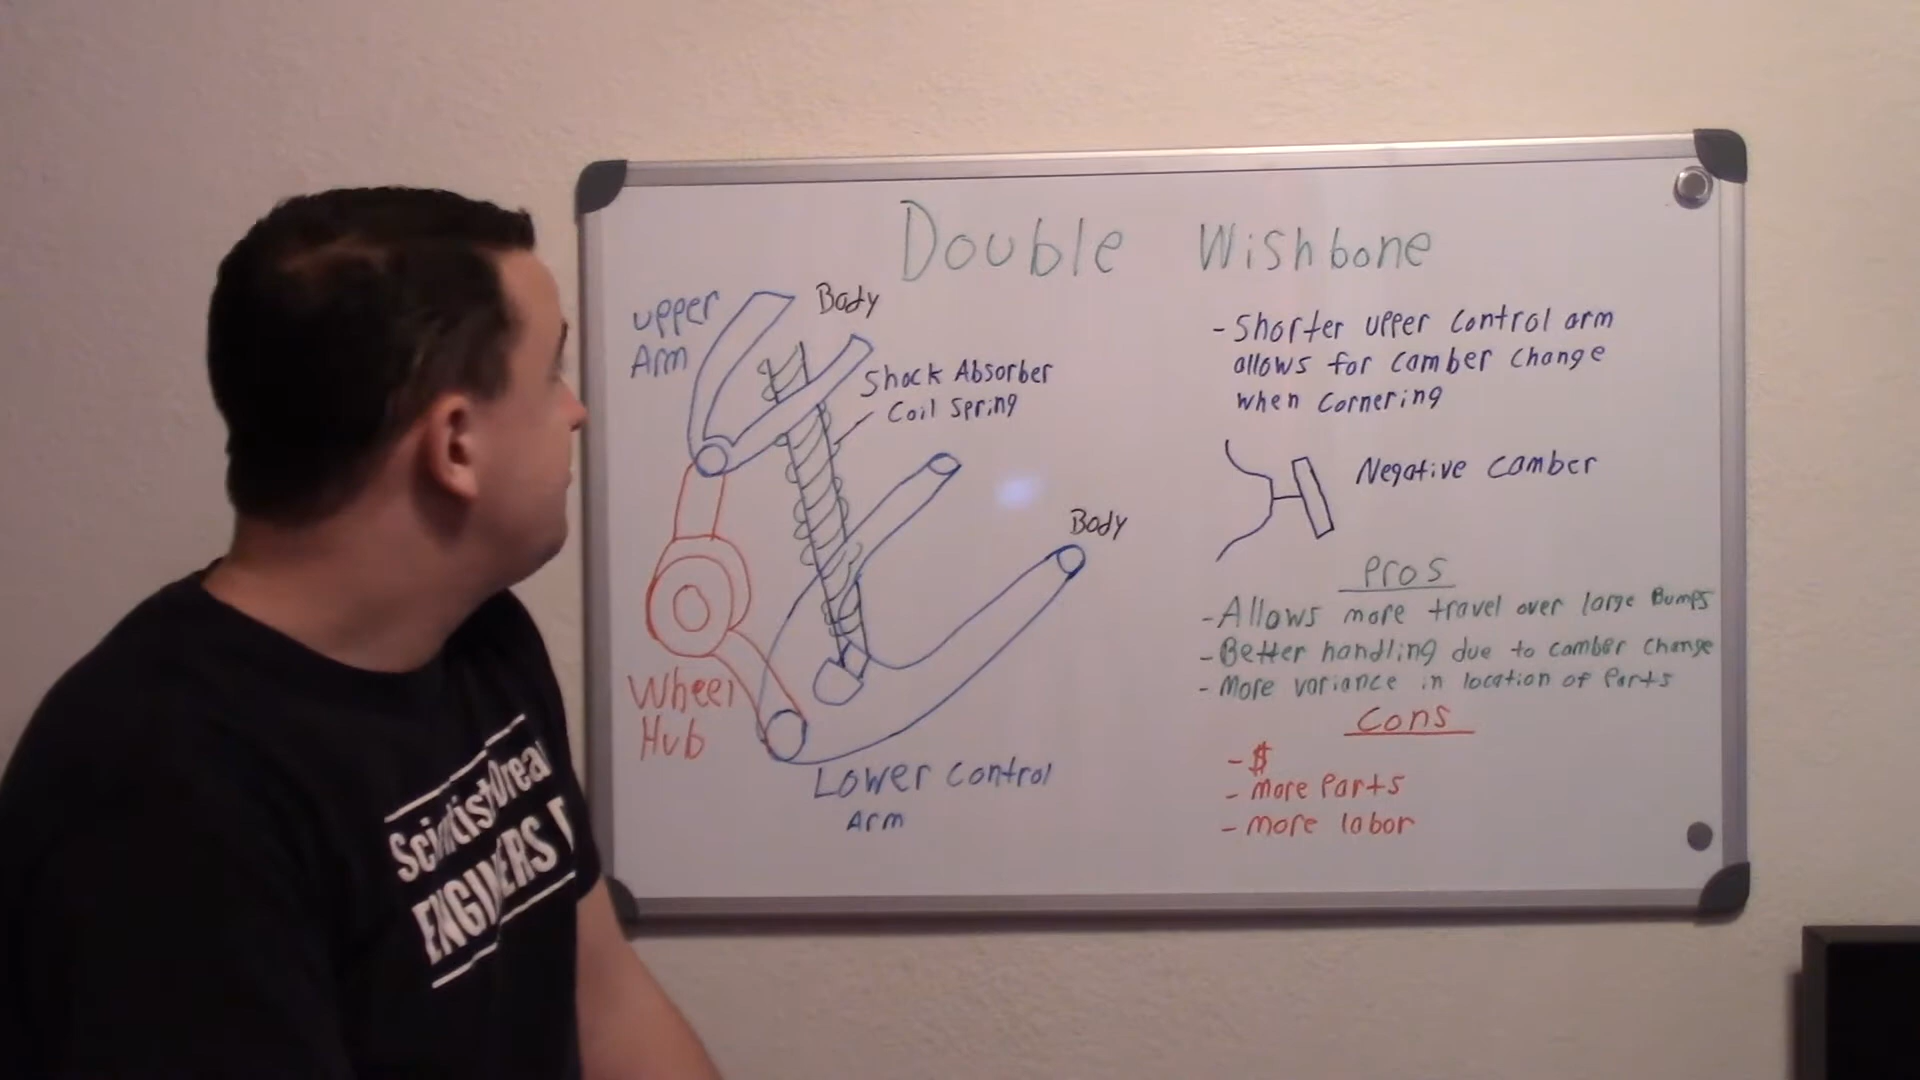 Double Wishbone
upper
Arm
Body
Shock Absorber
Coil Spring
Body
Wheel
Hub
Lower Control
Arm
- Shorter upper control arm
allows for camber change
when cornering
Negative camber
Pros
- Allows more travel over large Bumps
- Better handling due to camber change
- More variance in location of Parts
Cons
- $
- more Parts
- more labor
ENGINEERS